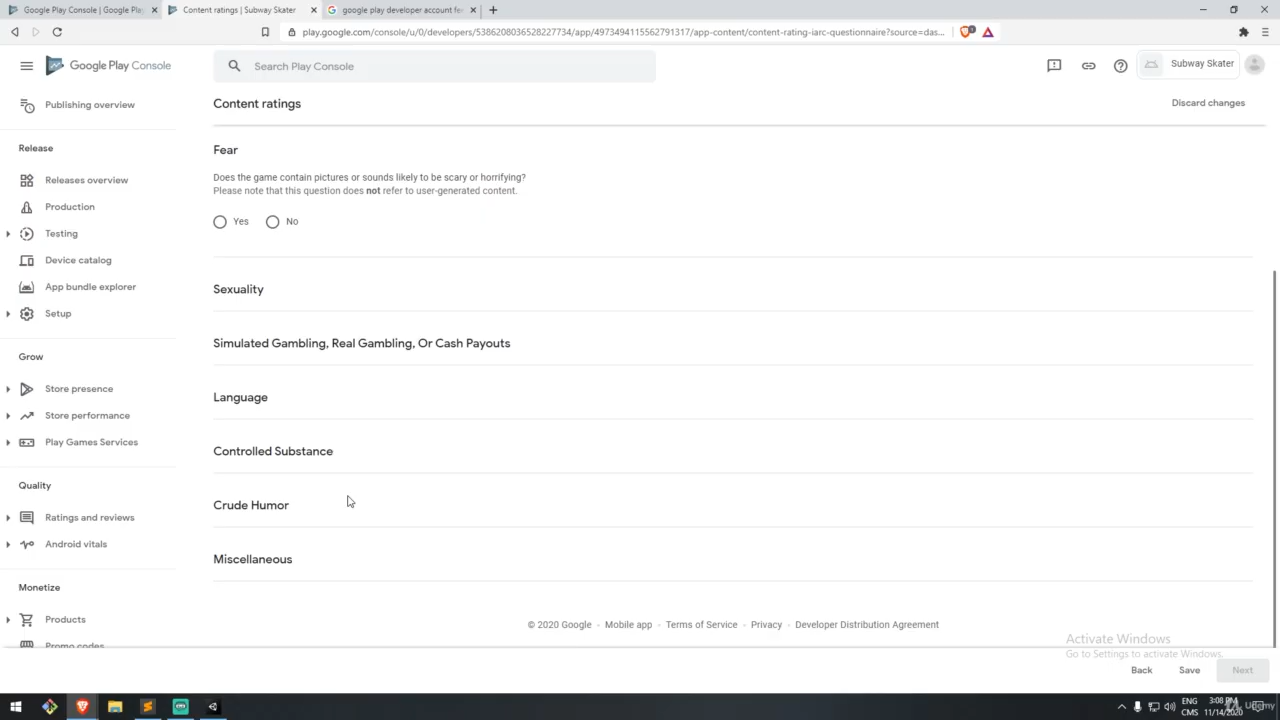 Google Play Console | Google Play
Content ratings | Subway Skater
google play developer account fe
play.google.com/console/u/0/developers/5386208036528227734/app/4973494115562791317/app-content/content-rating-iarc-questionnaire?source=das...
Google Play Console
Search Play Console
Subway Skater
Publishing overview
Content ratings
Discard changes
Release
Releases overview
Production
Testing
Device catalog
App bundle explorer
Setup
Grow
Store presence
Store performance
Play Games Services
Quality
Ratings and reviews
Android vitals
Monetize
Products
Promo codes
Fear
Does the game contain pictures or sounds likely to be scary or horrifying?
Please note that this question does not refer to user-generated content.
Yes
No
Sexuality
Simulated Gambling, Real Gambling, Or Cash Payouts
Language
Controlled Substance
Crude Humor
Miscellaneous
© 2020 Google
Mobile app
Terms of Service
Privacy
Developer Distribution Agreement
Activate Windows
Go to Settings to activate Windows.
Back
Save
Next
ENG
CMS
3:08 PM
11/14/2020
Udemy